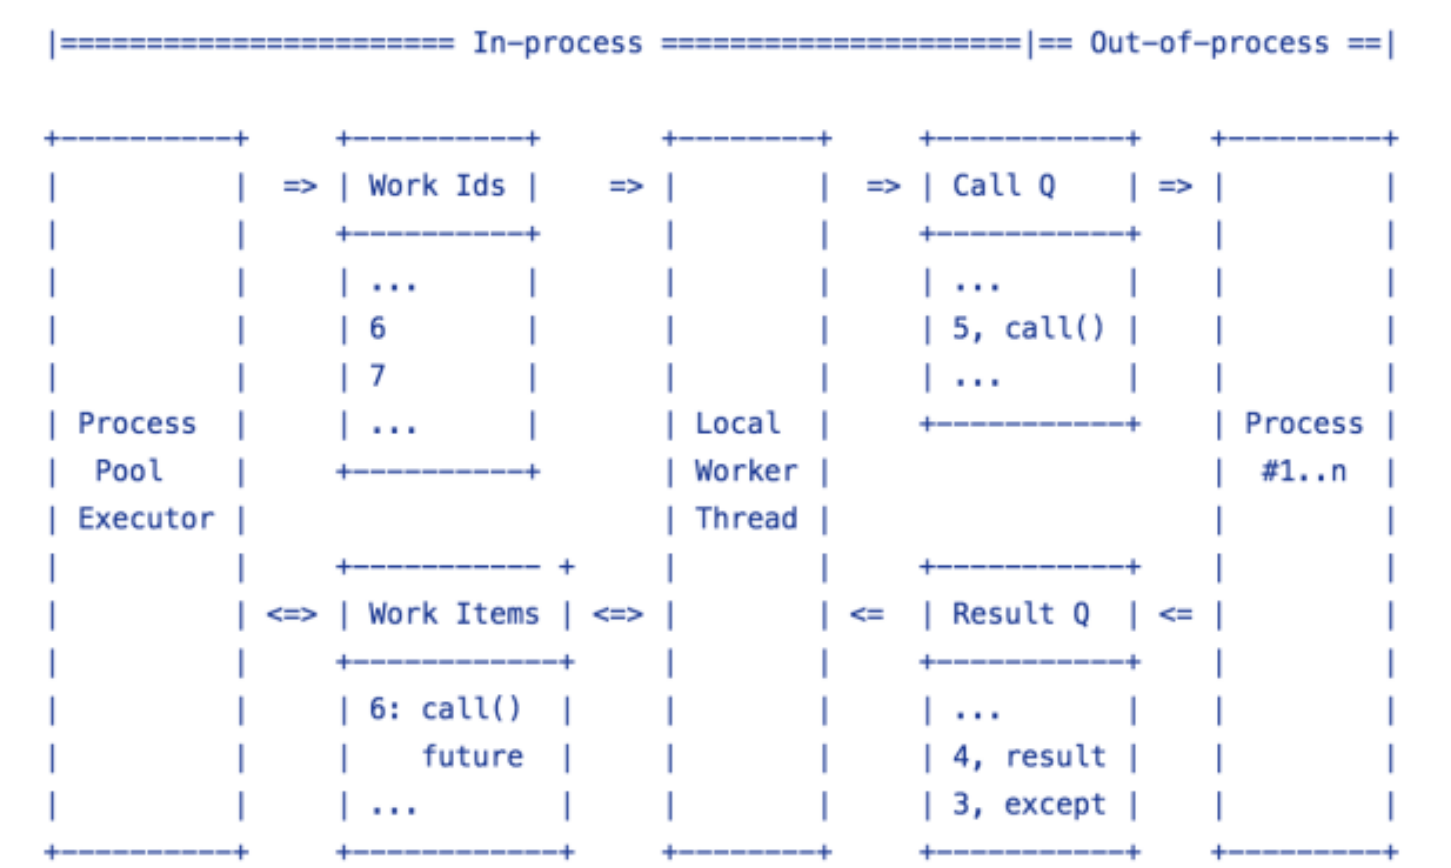 |======================= In-process =====================|== Out-of-process ==|

+----------+     +----------+       +--------+     +-----------+    +---------+
|          |  => | Work Ids |    => |        |  => | Call Q    | => |         |
|          |     +----------+       |        |     +-----------+    |         |
|          |     | ...      |       |        |     | ...       |    |         |
|          |     | 6        |       |        |     | 5, call() |    |         |
|          |     | 7        |       |        |     | ...       |    |         |
| Process  |     | ...      |       | Local  |     +-----------+    | Process |
|  Pool    |     +----------+       | Worker |                      |  #1..n  |
| Executor |                        | Thread |                      |         |
|          |     +----------- +     |        |     +-----------+    |         |
|          | <=> | Work Items | <=> |        | <=  | Result Q  | <= |         |
|          |     +------------+     |        |     +-----------+    |         |
|          |     | 6: call()  |     |        |     | ...       |    |         |
|          |     |    future  |     |        |     | 4, result |    |         |
|          |     | ...        |     |        |     | 3, except |    |         |
+----------+     +------------+     +--------+     +-----------+    +---------+